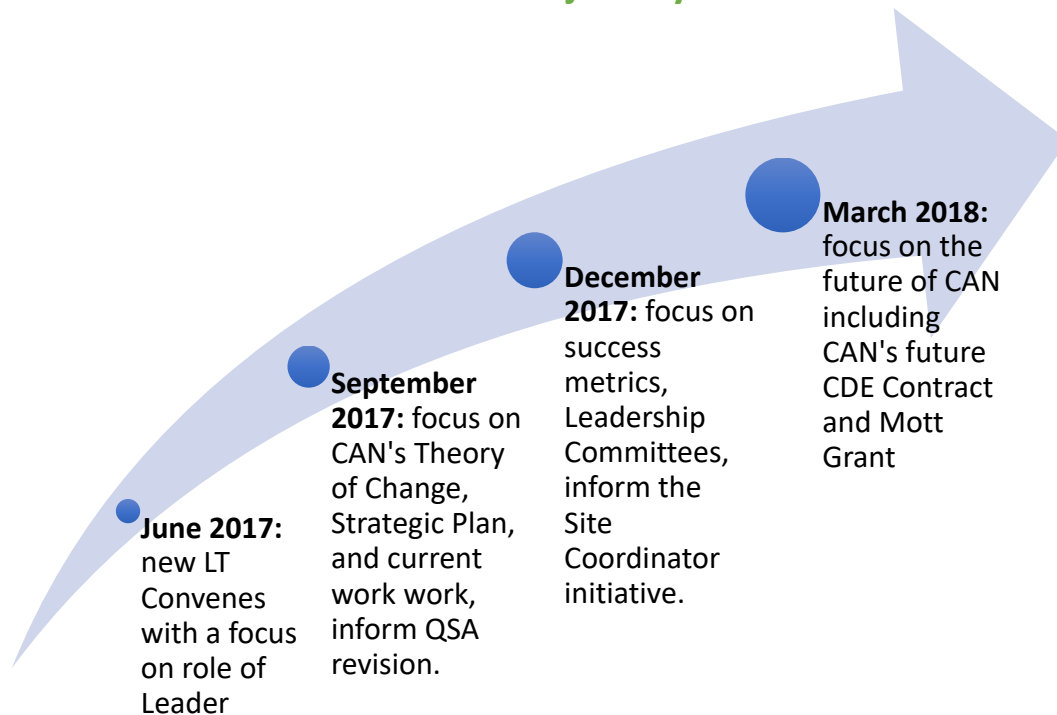 June 2017:
new LT
Convenes
with a focus
on role of
Leader
September
2017: focus on
CAN's Theory
of Change,
Strategic Plan,
and current
work work,
inform QSA
revision.
December
2017: focus on
success
metrics,
Leadership
Committees,
inform the
Site
Coordinator
initiative.
March 2018:
focus on the
future of CAN
including
CAN's future
CDE Contract
and Mott
Grant